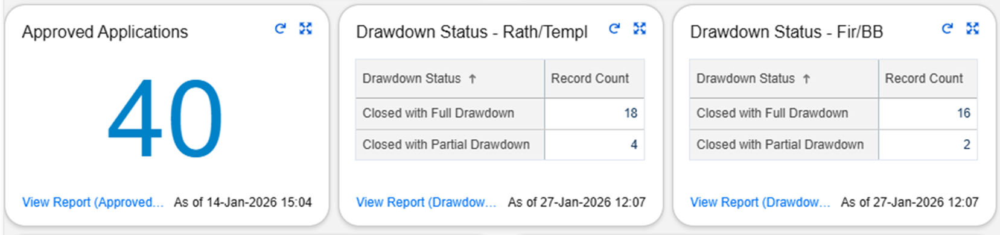 Approved Applications
40
View Report (Approved... As of 14-Jan-2026 15:04
Drawdown Status - Rath/Templ
Drawdown Status ↑ Record Count
Closed with Full Drawdown 18
Closed with Partial Drawdown 4
View Report (Drawdow... As of 27-Jan-2026 12:07
Drawdown Status - Fir/BB
Drawdown Status ↑ Record Count
Closed with Full Drawdown 16
Closed with Partial Drawdown 2
View Report (Drawdow... As of 27-Jan-2026 12:07